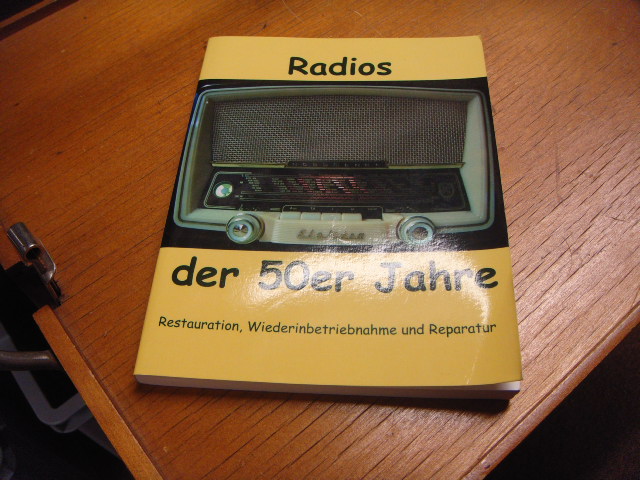 Radios
der 50er Jahre
Restauration, Wiederinbetriebnahme und Reparatur